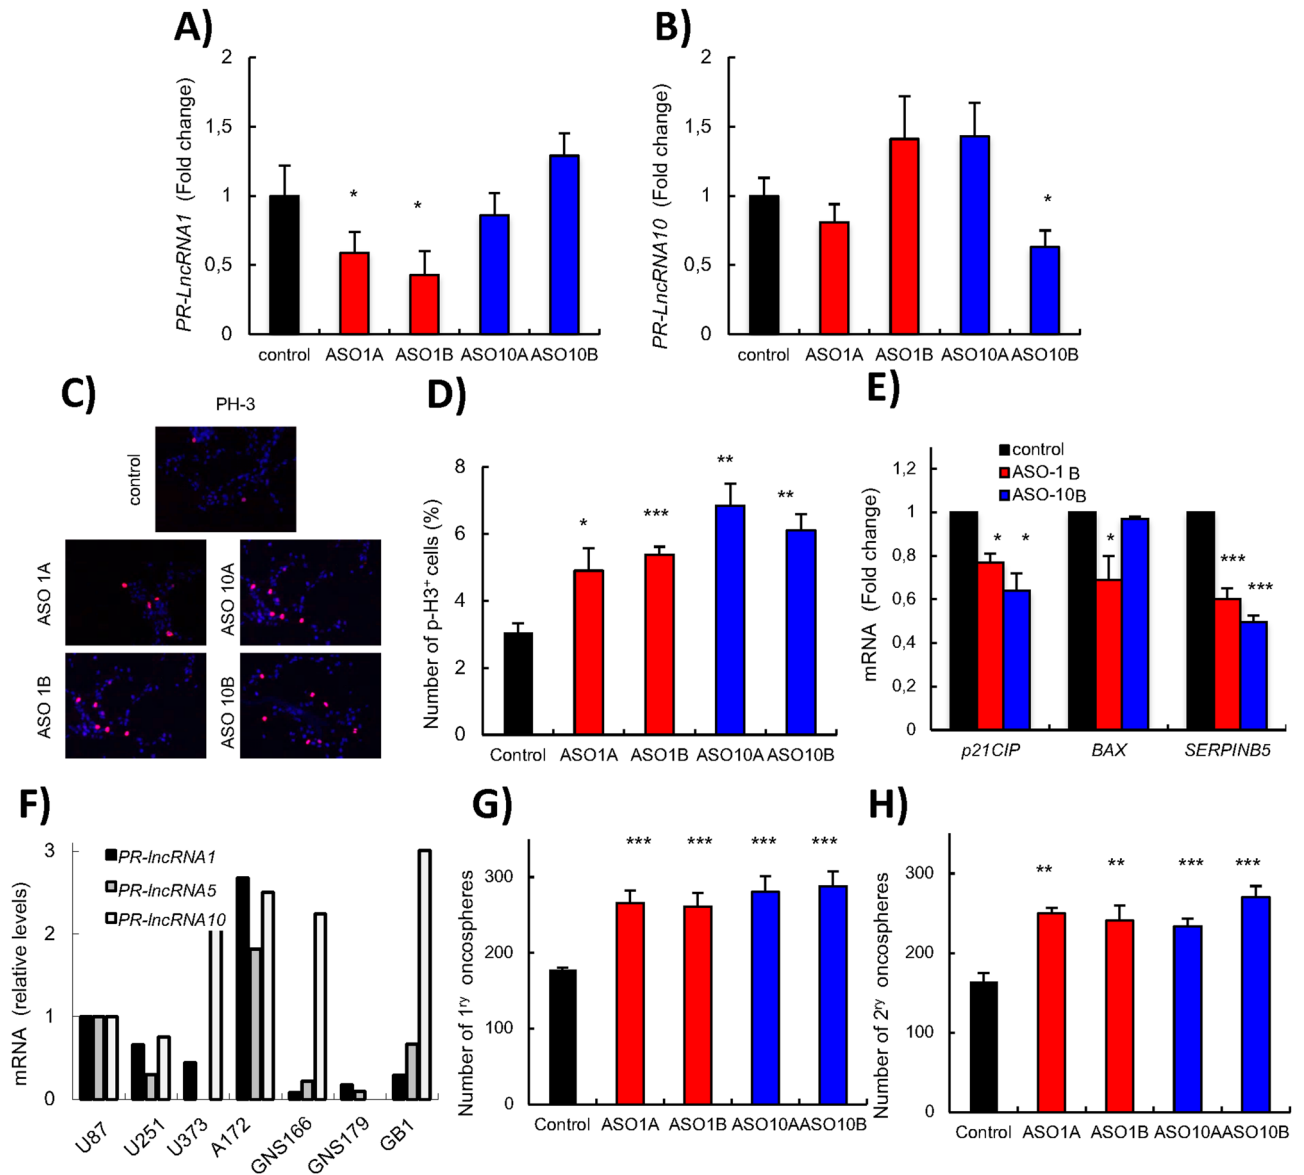 A)
PR-LncRNA1 (Fold change)
2
1,5
1
0,5
0
*
*
control ASO1A ASO1B ASO10A ASO10B
B)
PR-LncRNA10 (Fold change)
2
1,5
1
0,5
0
*
control ASO1A ASO1B ASO10A ASO10B
C)
PH-3
control
ASO 1A
ASO 10A
ASO 1B
ASO 10B
D)
Number of p-H3+ cells (%)
8
6
4
2
0
*
***
**
**
Control ASO1A ASO1B ASO10A ASO10B
E)
control
ASO-1B
ASO-10B
mRNA (Fold change)
1,2
1
0,8
0,6
0,4
0,2
0
* *
*
***
***
p21CIP BAX SERPINB5
F)
PR-lncRNA1
PR-lncRNA5
PR-lncRNA10
mRNA (relative levels)
3
2
1
0
U87 U251 U373 A172 GNS166 GNS179 GB1
G)
Number of 1ry oncospheres
300
200
100
0
*** *** *** ***
Control ASO1A ASO1B ASO10A ASO10B
H)
Number of 2ry oncospheres
300
200
100
0
** ** *** ***
Control ASO1A ASO1B ASO10A ASO10B